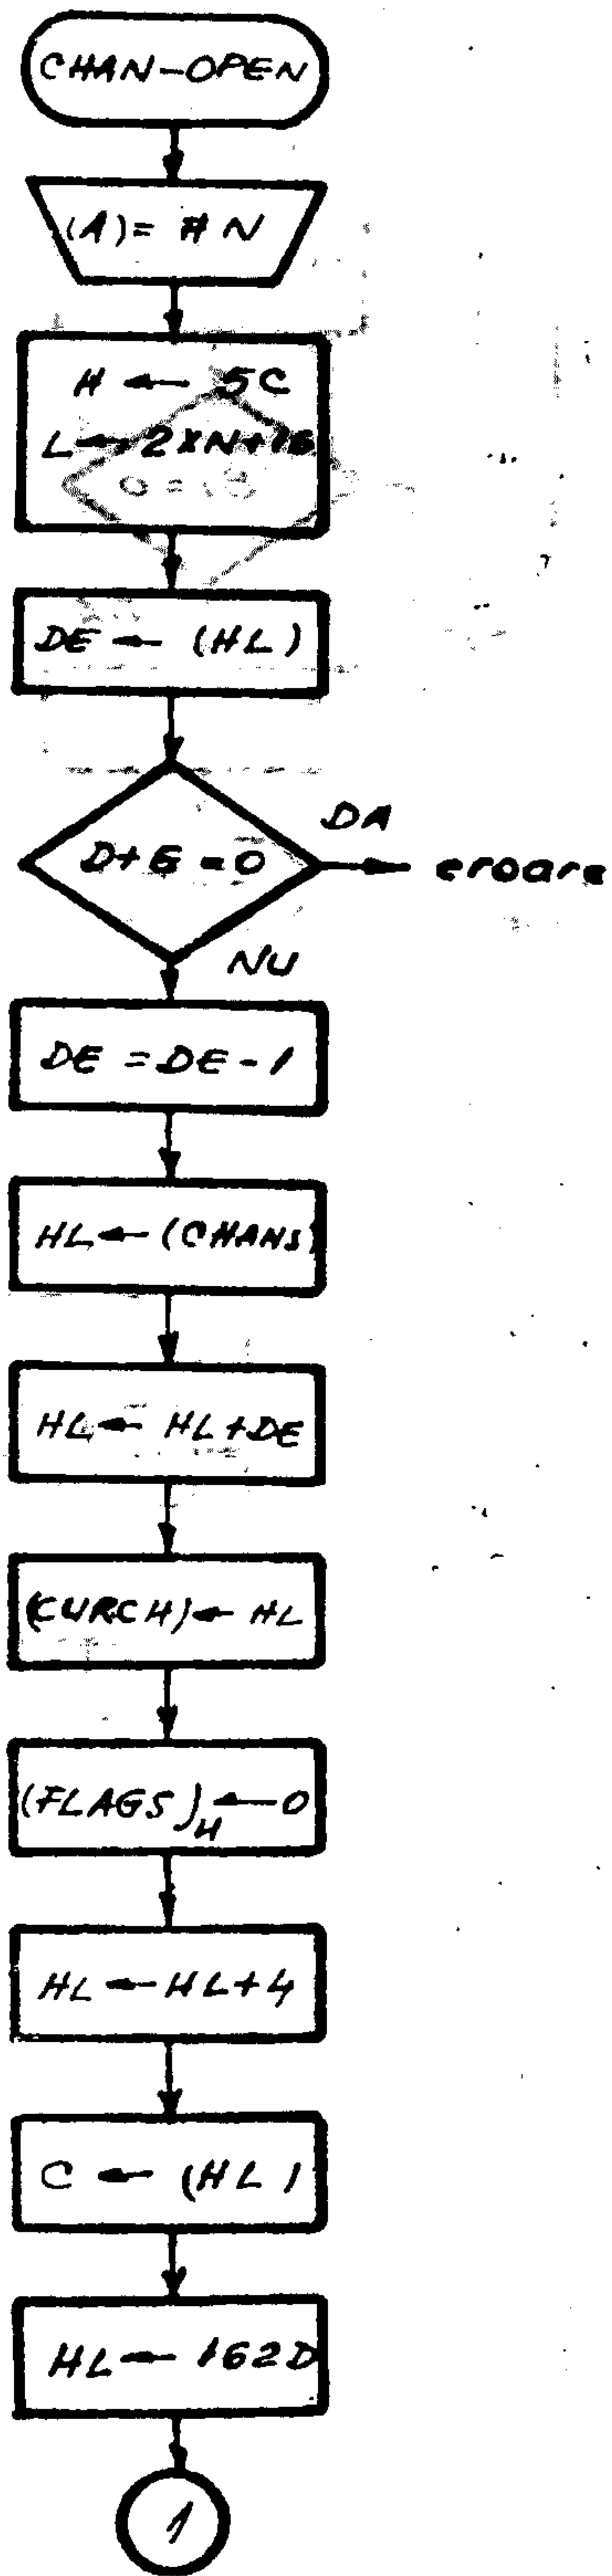 CHAN-OPEN
(A)= #N
H ← 5C
L ← 2XN+16
DE ← (HL)
D+E = 0
DA
eroare
NU
DE = DE - 1
HL ← (CHANS)
HL ← HL+DE
(CURCH) ← HL
(FLAGS)H ← 0
HL ← HL+4
C ← (HL)
HL ← 162D
1